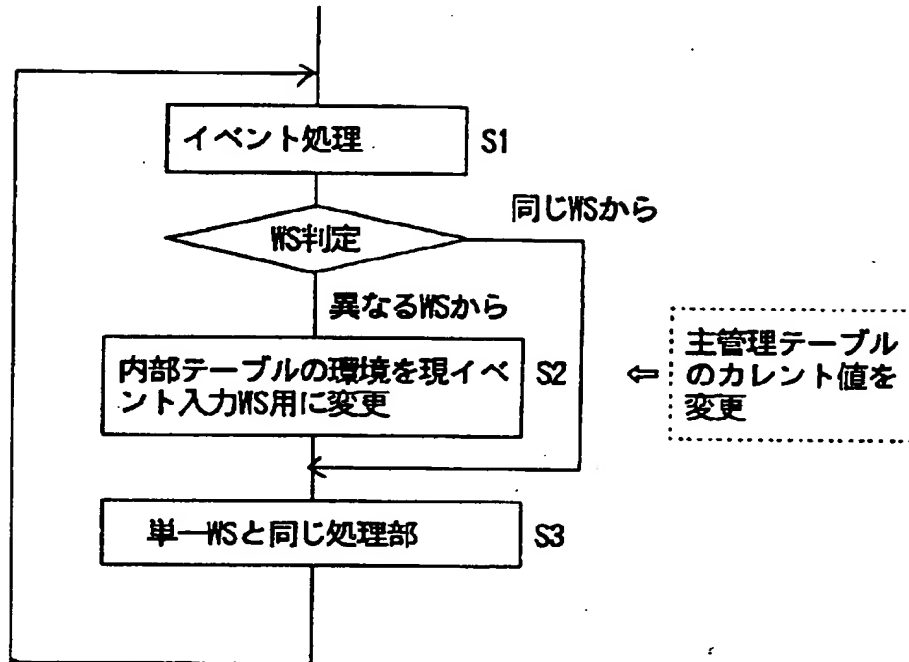 イベント処理
S1
同じWSから
WS判定
異なるWSから
内部テーブルの環境を現イベ
ント入力WS用に変更
S2
⇐
主管理テーブル
のカレント値を
変更
単一WSと同じ処理部
S3